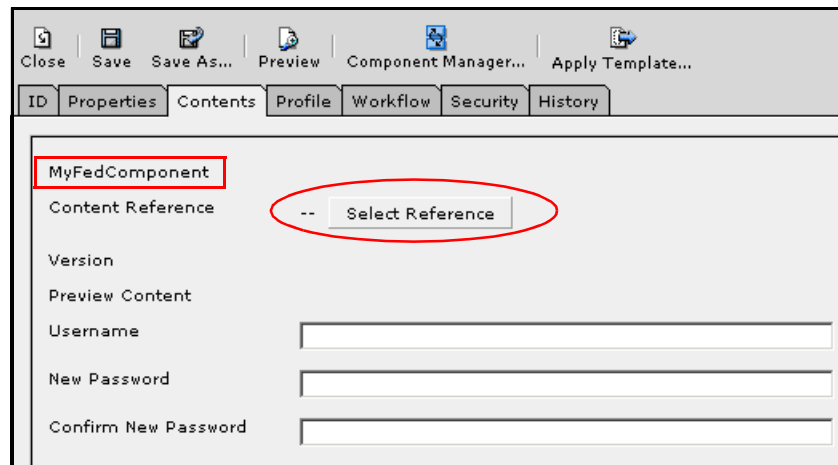 Close Save Save As... Preview Component Manager... Apply Template...
ID Properties Contents Profile Workflow Security History
MyFedComponent
Content Reference -- Select Reference
Version
Preview Content
Username
New Password
Confirm New Password